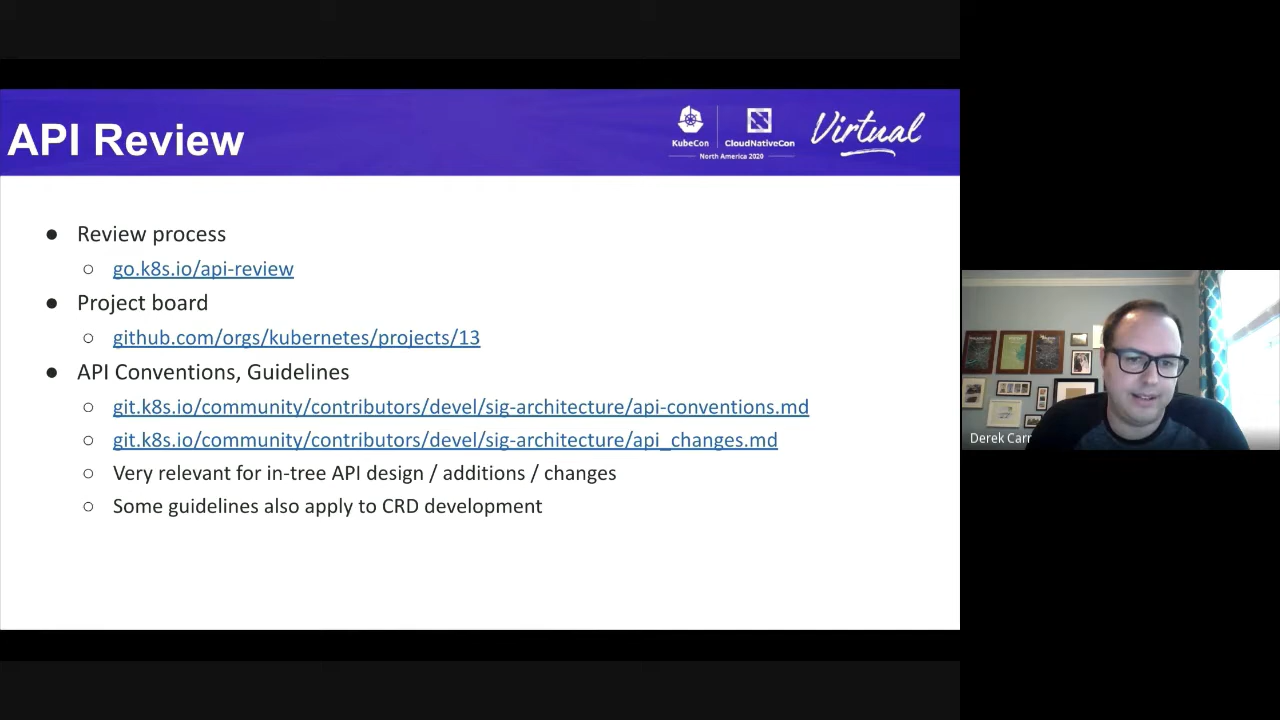 API Review
KubeCon
CloudNativeCon
North America 2020
Virtual
● Review process
○ go.k8s.io/api-review
● Project board
○ github.com/orgs/kubernetes/projects/13
● API Conventions, Guidelines
○ git.k8s.io/community/contributors/devel/sig-architecture/api-conventions.md
○ git.k8s.io/community/contributors/devel/sig-architecture/api_changes.md
○ Very relevant for in-tree API design / additions / changes
○ Some guidelines also apply to CRD development
Derek Carr